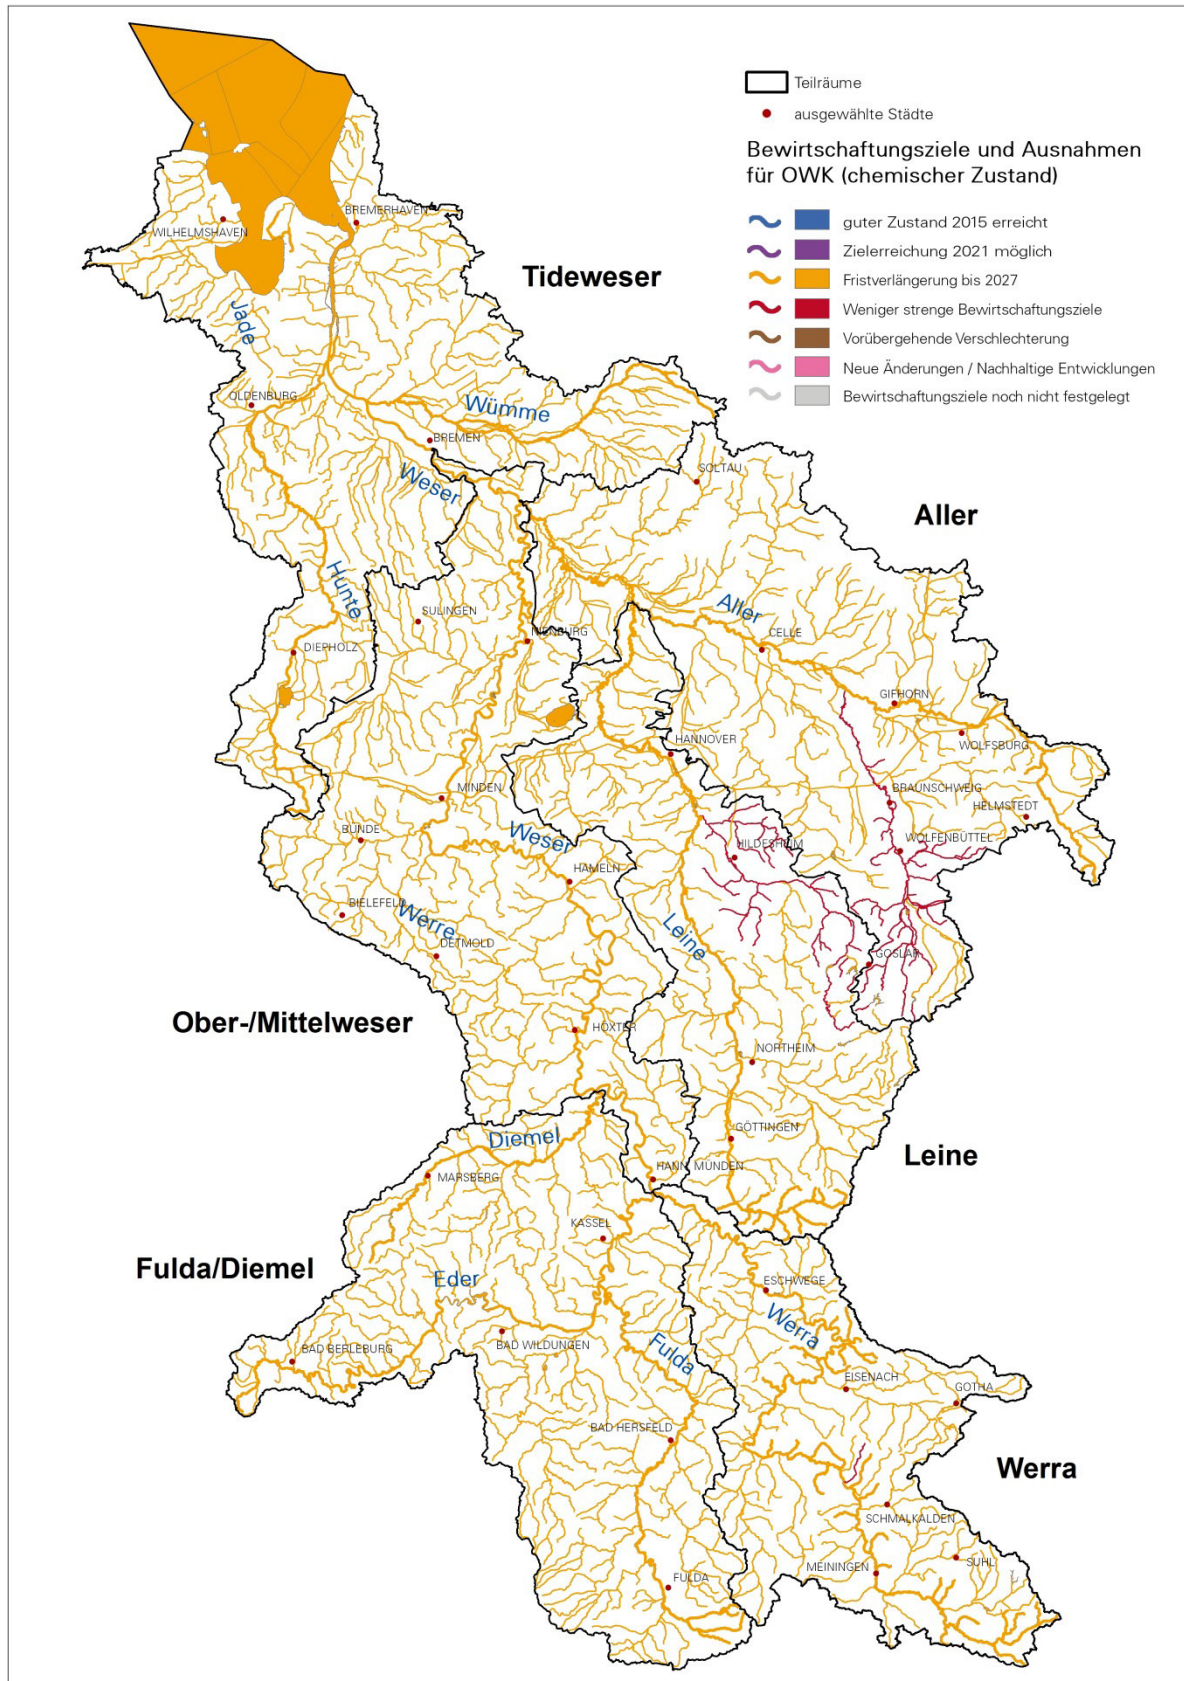 Teilräume
ausgewählte Städte
Bewirtschaftungsziele und Ausnahmen
für OWK (chemischer Zustand)
guter Zustand 2015 erreicht
Zielerreichung 2021 möglich
Fristverlängerung bis 2027
Weniger strenge Bewirtschaftungsziele
Vorübergehende Verschlechterung
Neue Änderungen / Nachhaltige Entwicklungen
Bewirtschaftungsziele noch nicht festgelegt
BREMERHAVEN
WILHELMSHAVEN
Tideweser
Jade
OLDENBURG
Wümme
BREMEN
Weser
SOLTAU
Aller
Hunte
Aller
SULINGEN
NIENBURG
CELLE
DIEPHOLZ
GIFHORN
HANNOVER
WOLFSBURG
MINDEN
BRAUNSCHWEIG
HELMSTEDT
BÜNDE
Weser
WOLFENBÜTTEL
HILDESHEIM
HAMELN
BIELEFELD
Werre
Leine
DETMOLD
GOSLAR
Ober-/Mittelweser
HÖXTER
NORTHEIM
GÖTTINGEN
Diemel
Leine
MARSBERG
HANN. MÜNDEN
KASSEL
Fulda/Diemel
Eder
ESCHWEGE
Werra
BAD WILDUNGEN
BAD BERLEBURG
Fulda
EISENACH
GOTHA
BAD HERSFELD
Werra
SCHMALKALDEN
MEININGEN
SUHL
FULDA